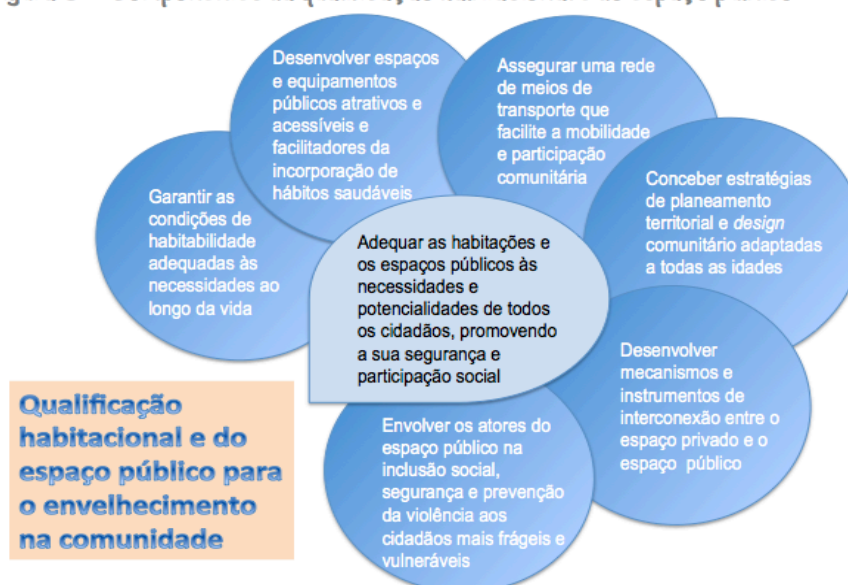 Desenvolver espaços
e equipamentos
públicos atrativos e
acessíveis e
facilitadores da
incorporação de
hábitos saudáveis
Assegurar uma rede
de meios de
transporte que
facilite a mobilidade
e participação
comunitária
Garantir as
condições de
habitabilidade
adequadas às
necessidades ao
longo da vida
Conceber estratégias
de planeamento
territorial e design
comunitário adaptadas
a todas as idades
Adequar as habitações e
os espaços públicos às
necessidades e
potencialidades de todos
os cidadãos, promovendo
a sua segurança e
participação social
Desenvolver
mecanismos e
instrumentos de
interconexão entre o
espaço privado e o
espaço público
Envolver os atores do
espaço público na
inclusão social,
segurança e prevenção
da violência aos
cidadãos mais frágeis e
vulneráveis
Qualificação
habitacional e do
espaço público para
o envelhecimento
na comunidade